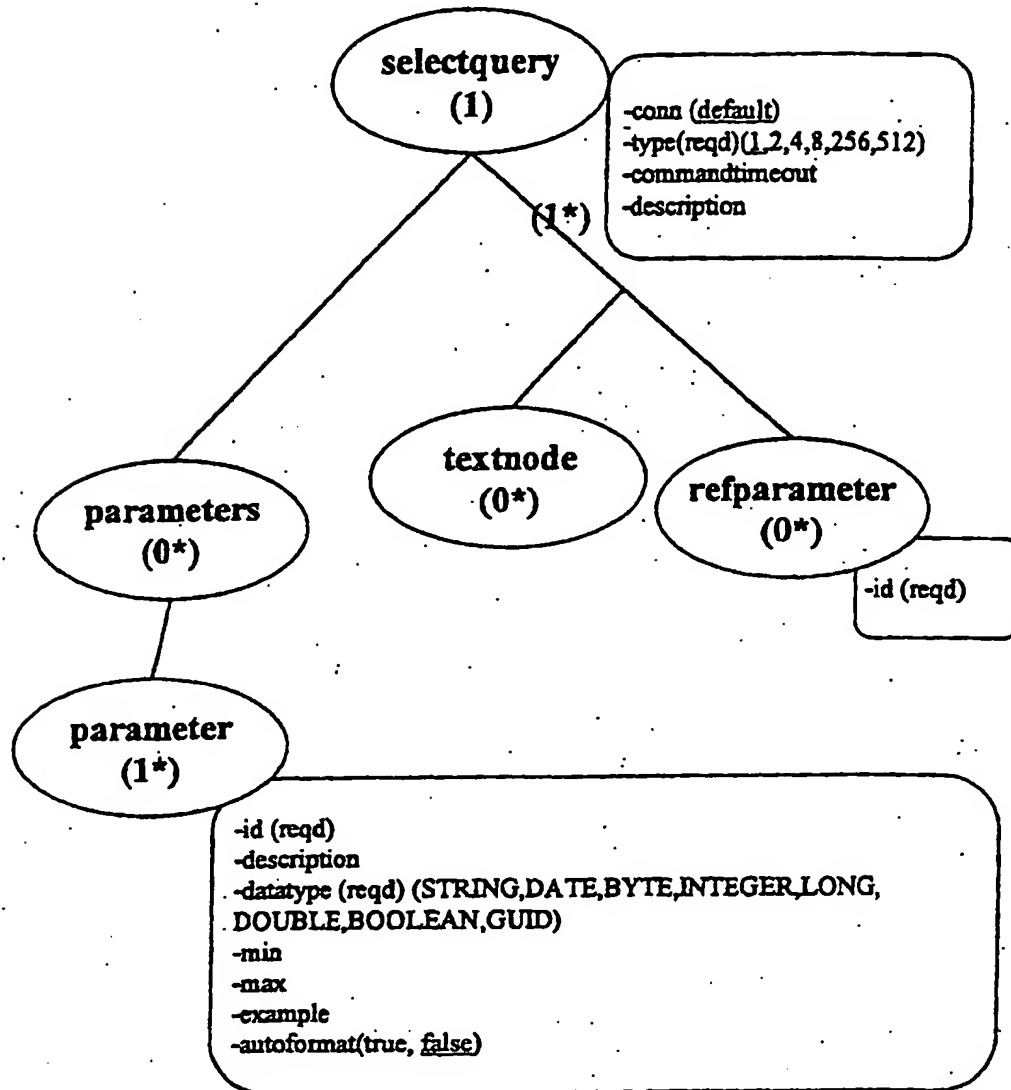 selectquery
(1)
-conn (default)
-type(reqd)(1,2,4,8,256,512)
-commandtimeout
-description
(1*)
textnode
(0*)
refparameter
(0*)
-id (reqd)
parameters
(0*)
parameter
(1*)
-id (reqd)
-description
-datatype (reqd) (STRING,DATE,BYTE,INTEGER,LONG,
DOUBLE,BOOLEAN,GUID)
-min
-max
-example
-autoformat(true, false)